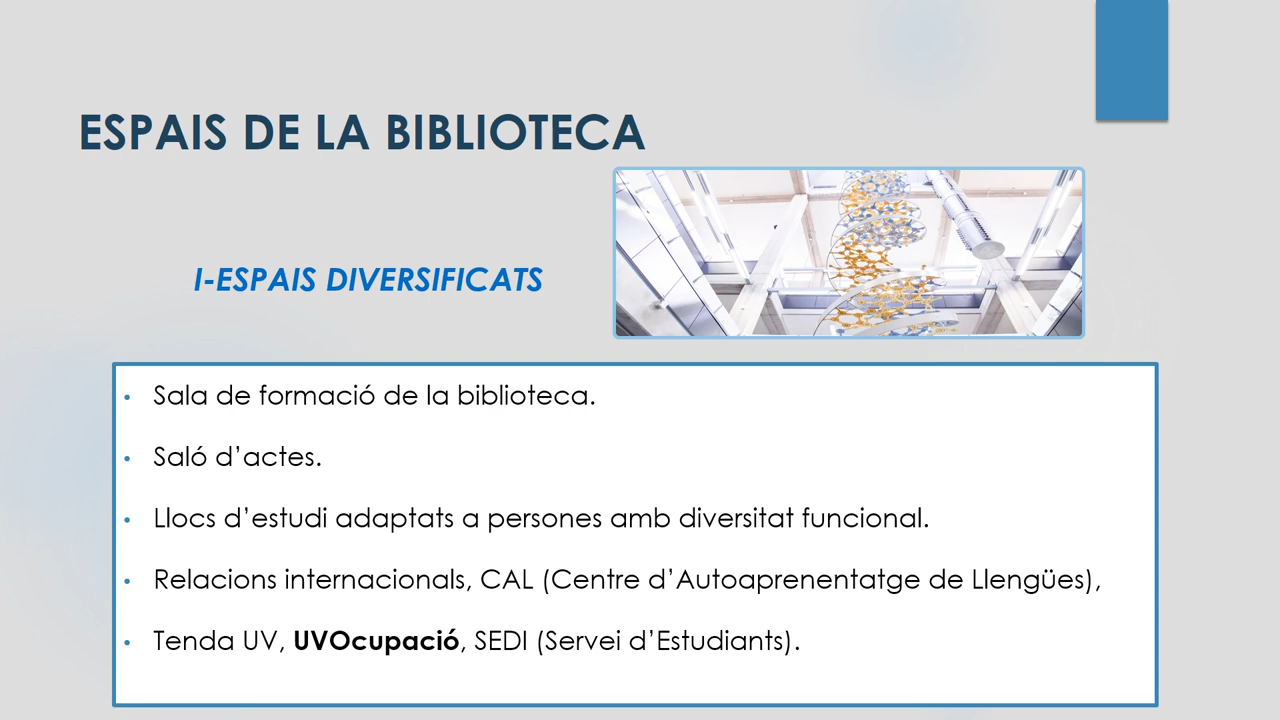 ESPAIS DE LA BIBLIOTECA
I-ESPAIS DIVERSIFICATS
• Sala de formació de la biblioteca.
• Saló d’actes.
• Llocs d’estudi adaptats a persones amb diversitat funcional.
• Relacions internacionals, CAL (Centre d’Autoaprenentatge de Llengües),
• Tenda UV, UVOcupació, SEDI (Servei d’Estudiants).